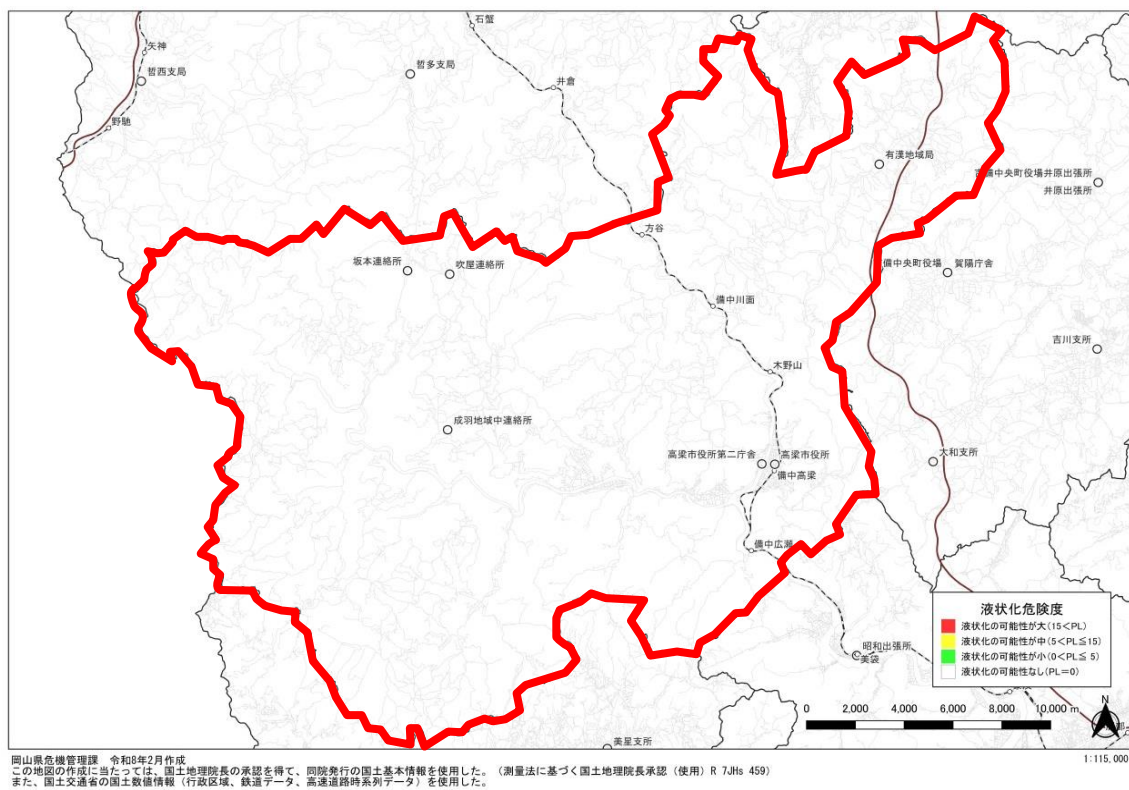 石蟹
矢神
哲西支局
哲多支局
井倉
野馳
有漢地域局
吉備中央町役場井原出張所
井原出張所
方谷
坂本連絡所
吹屋連絡所
備中央町役場
賀陽庁舎
備中川面
吉川支所
木野山
成羽地域中連絡所
高梁市役所第二庁舎
高梁市役所
備中高梁
大和支所
備中広瀬
昭和出張所
美袋
美星支所
液状化危険度
液状化の可能性が大(15<PL)
液状化の可能性が中(5<PL≦15)
液状化の可能性が小(0<PL≦ 5)
液状化の可能性なし(PL=0)
0 2,000 4,000 6,000 8,000 10,000 m
N
1:115,000
岡山県危機管理課 令和8年2月作成
この地図の作成に当たっては、国土地理院長の承認を得て、同院発行の国土基本情報を使用した。(測量法に基づく国土地理院長承認(使用)R 7JHs 459)
また、国土交通省の国土数値情報(行政区域、鉄道データ、高速道路時系列データ)を使用した。